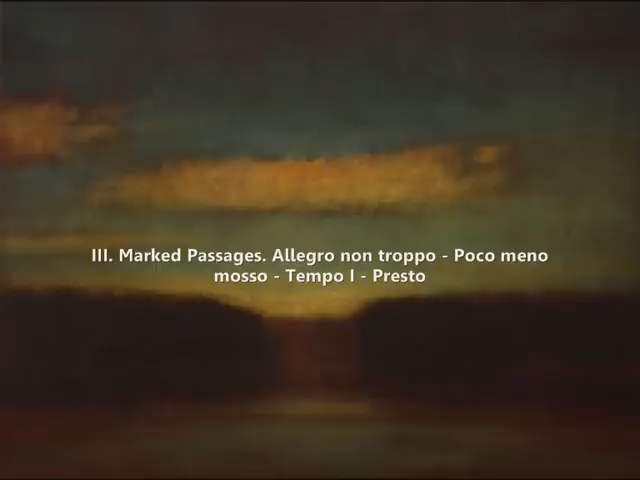 III. Marked Passages. Allegro non troppo - Poco meno
mosso - Tempo I - Presto